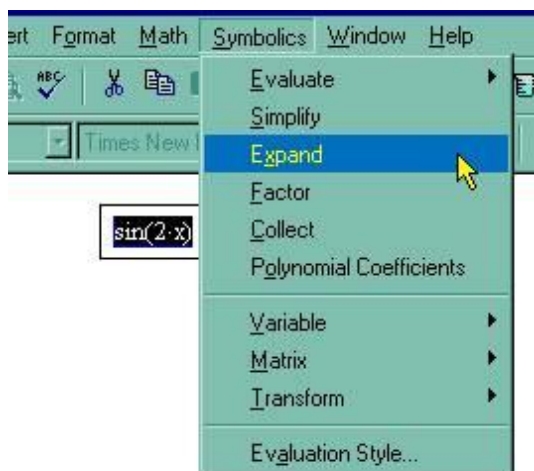 ert Format Math Symbolics Window Help
ABC
Evaluate
Simplify
Times New
Expand
Factor
sin(2·x)
Collect
Polynomial Coefficients
Variable
Matrix
Transform
Evaluation Style...